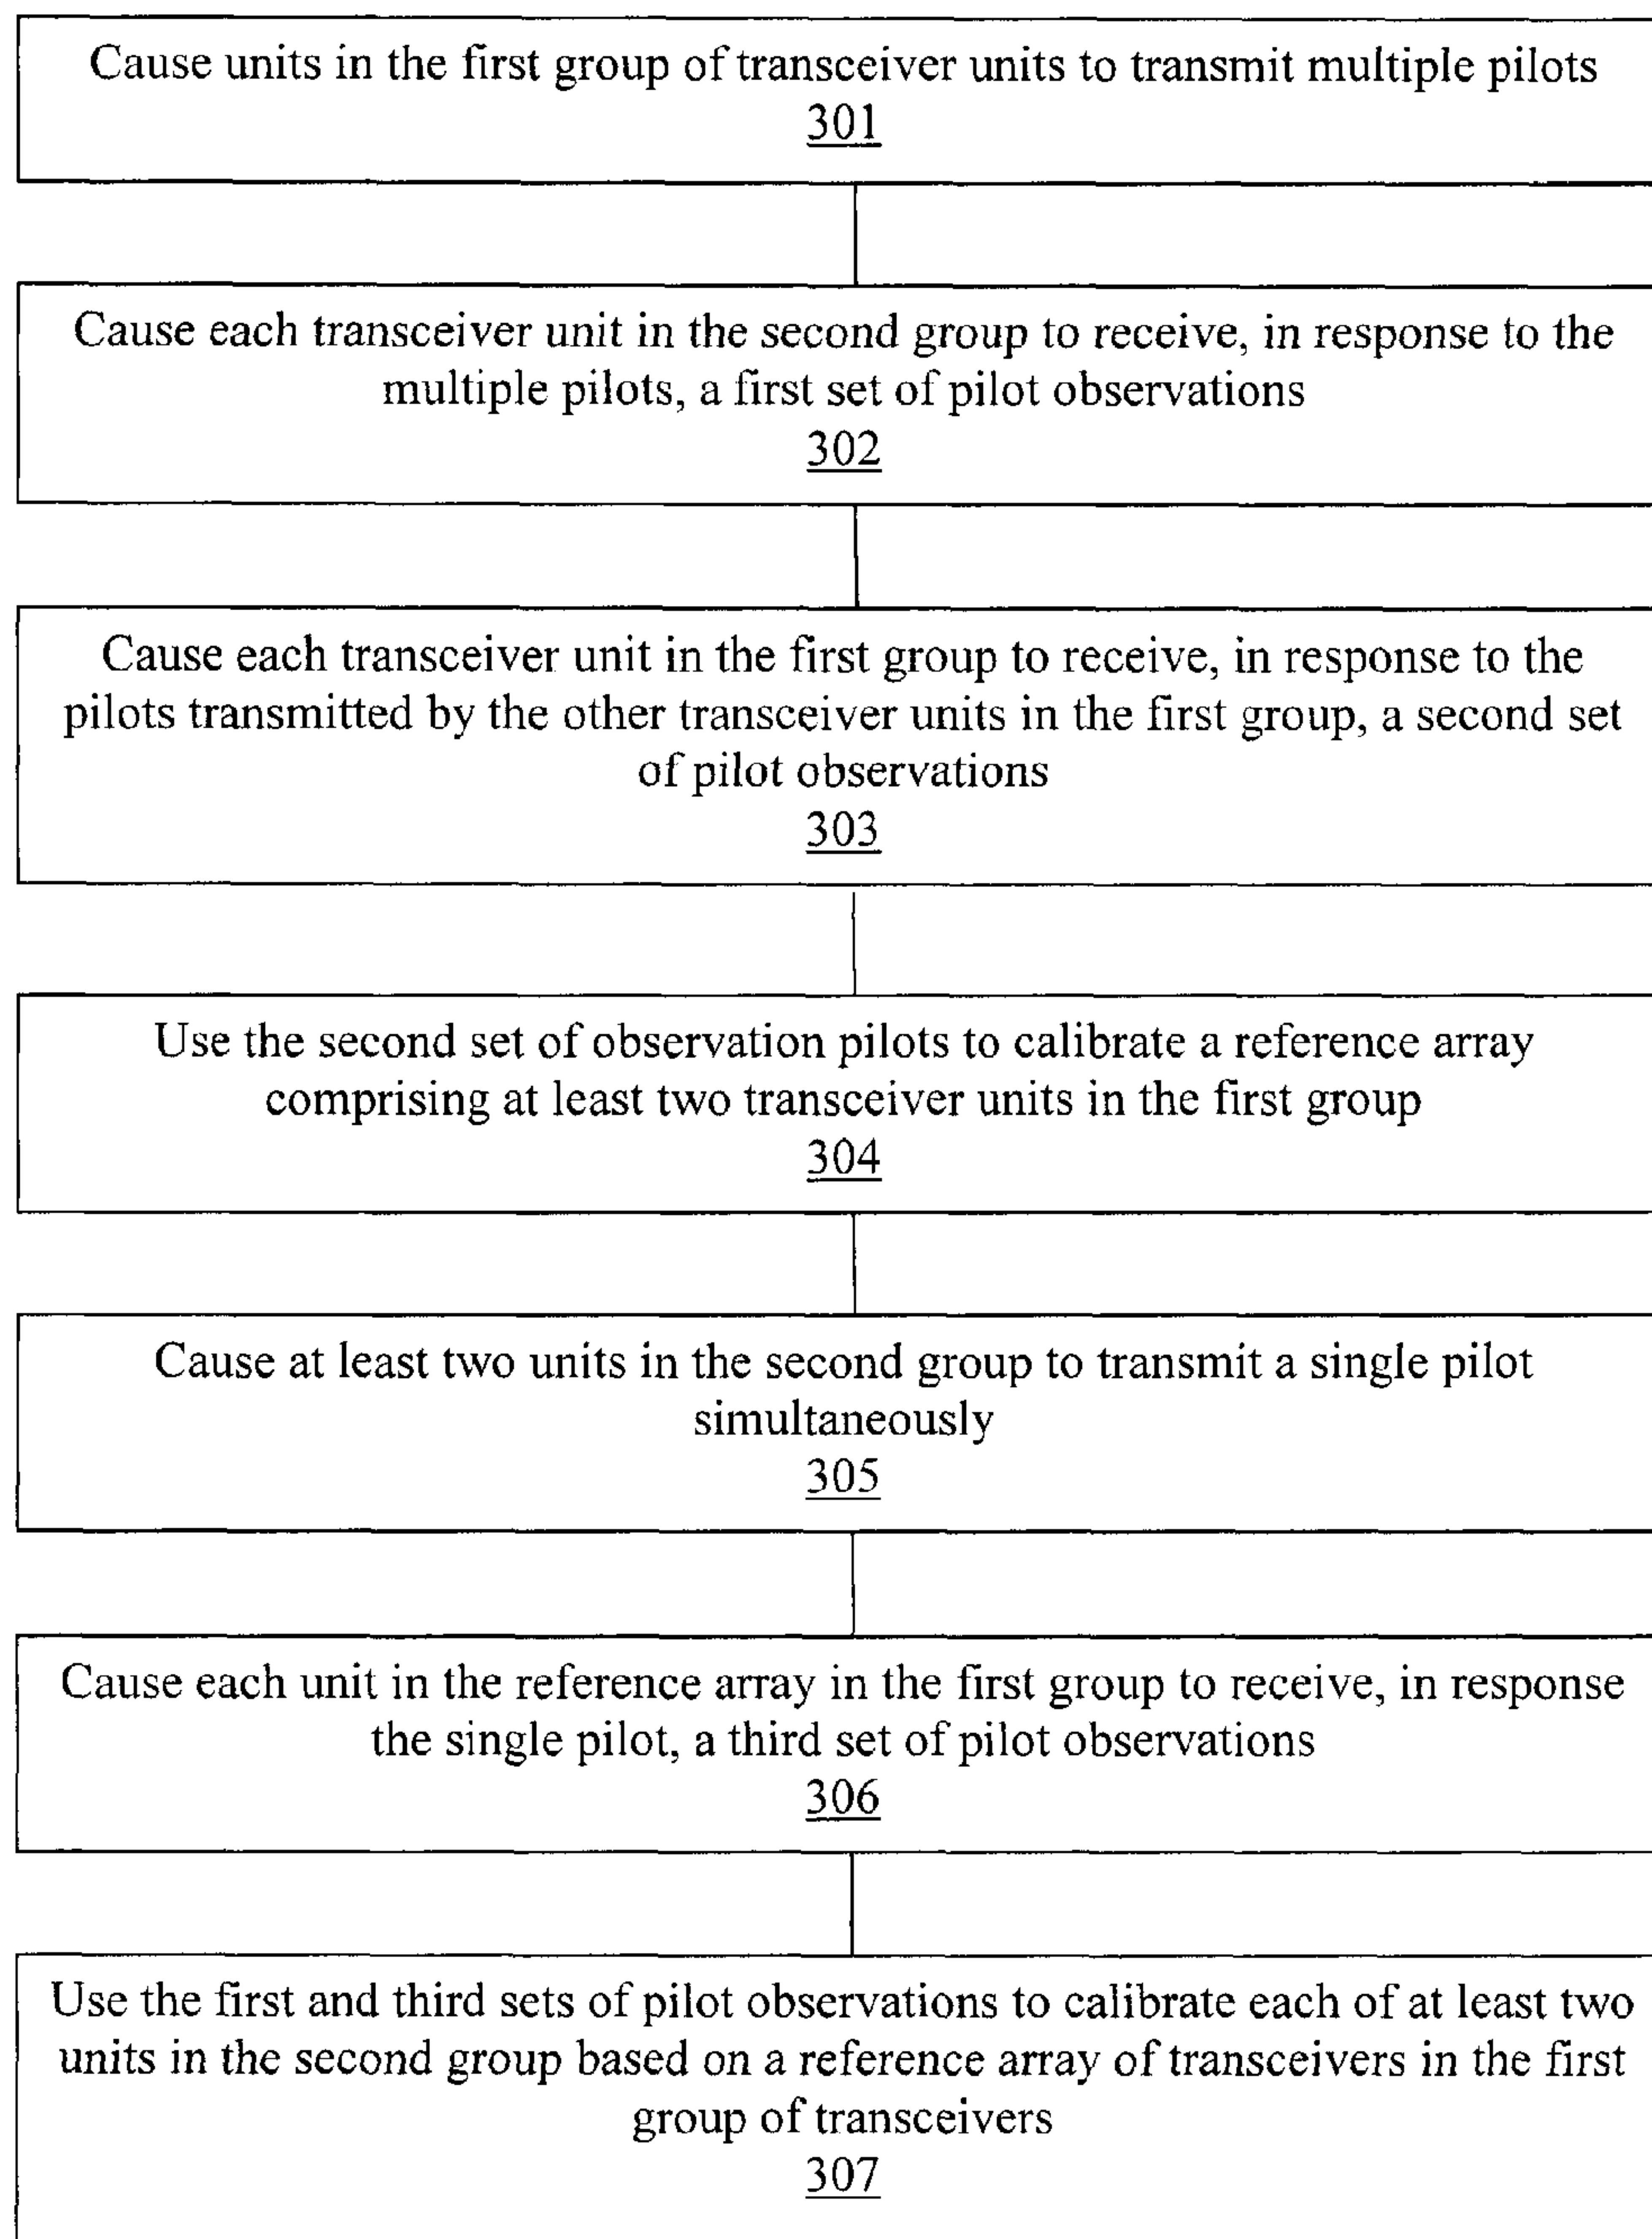 Cause units in the first group of transceiver units to transmit multiple pilots
301
Cause each transceiver unit in the second group to receive, in response to the
multiple pilots, a first set of pilot observations
302
Cause each transceiver unit in the first group to receive, in response to the
pilots transmitted by the other transceiver units in the first group, a second set
of pilot observations
303
Use the second set of observation pilots to calibrate a reference array
comprising at least two transceiver units in the first group
304
Cause at least two units in the second group to transmit a single pilot
simultaneously
305
Cause each unit in the reference array in the first group to receive, in response
the single pilot, a third set of pilot observations
306
Use the first and third sets of pilot observations to calibrate each of at least two
units in the second group based on a reference array of transceivers in the first
group of transceivers
307